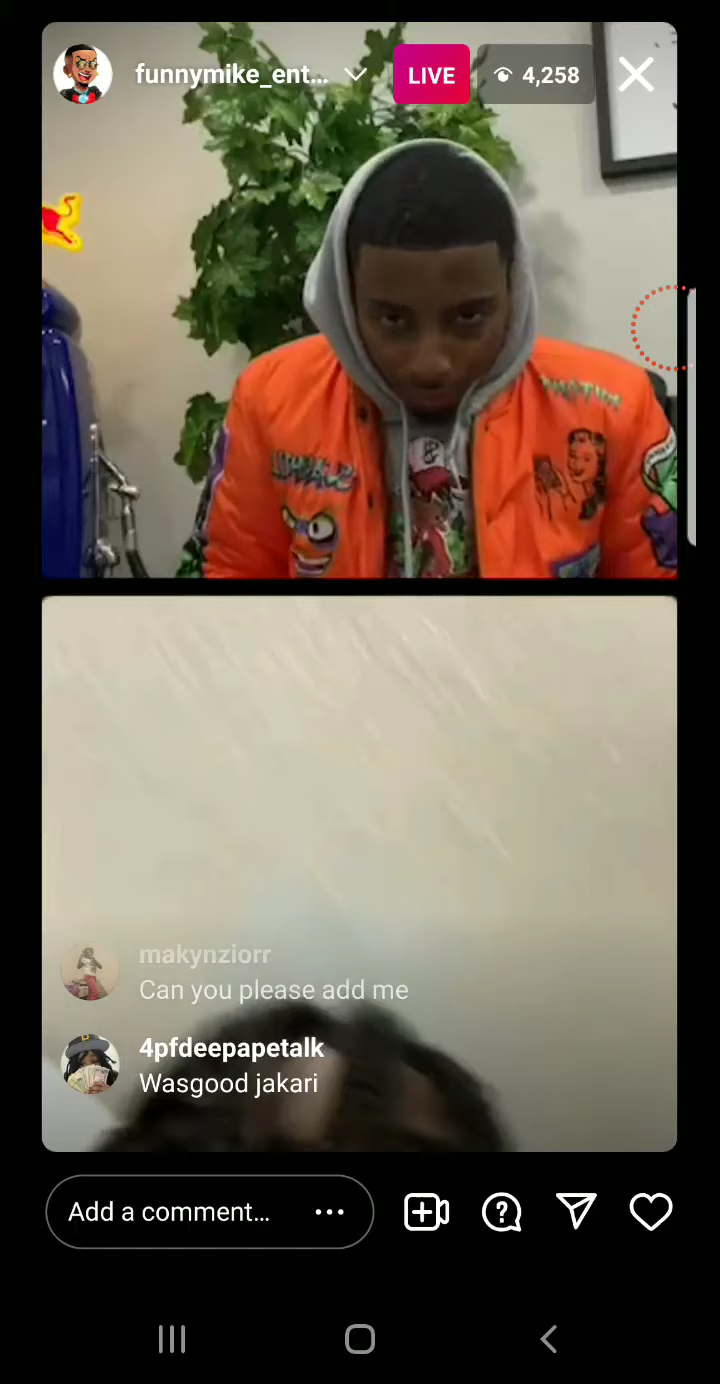 funnymike_ent...
LIVE
4,258
makynziorr
Can you please add me
4pfdeepapetalk
Wasgood jakari
Add a comment...